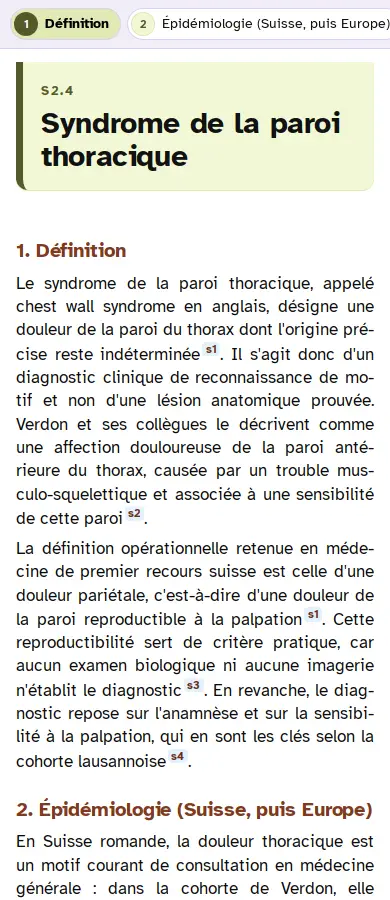 1 Définition 2 Épidémiologie (Suisse, puis Europe)
S2.4
Syndrome de la paroi
thoracique
1. Définition
Le syndrome de la paroi thoracique, appelé
chest wall syndrome en anglais, désigne une
douleur de la paroi du thorax dont l'origine pré-
cise reste indéterminée s1. Il s'agit donc d'un
diagnostic clinique de reconnaissance de mo-
tif et non d'une lésion anatomique prouvée.
Verdon et ses collègues le décrivent comme
une affection douloureuse de la paroi anté-
rieure du thorax, causée par un trouble mus-
culo-squelettique et associée à une sensibilité
de cette paroi s2.
La définition opérationnelle retenue en méde-
cine de premier recours suisse est celle d'une
douleur pariétale, c'est-à-dire d'une douleur de
la paroi reproductible à la palpation s1. Cette
reproductibilité sert de critère pratique, car
aucun examen biologique ni aucune imagerie
n'établit le diagnostic s3. En revanche, le diag-
nostic repose sur l'anamnèse et sur la sensibi-
lité à la palpation, qui en sont les clés selon la
cohorte lausannoise s4.
2. Épidémiologie (Suisse, puis Europe)
En Suisse romande, la douleur thoracique est
un motif courant de consultation en médecine
générale : dans la cohorte de Verdon, elle